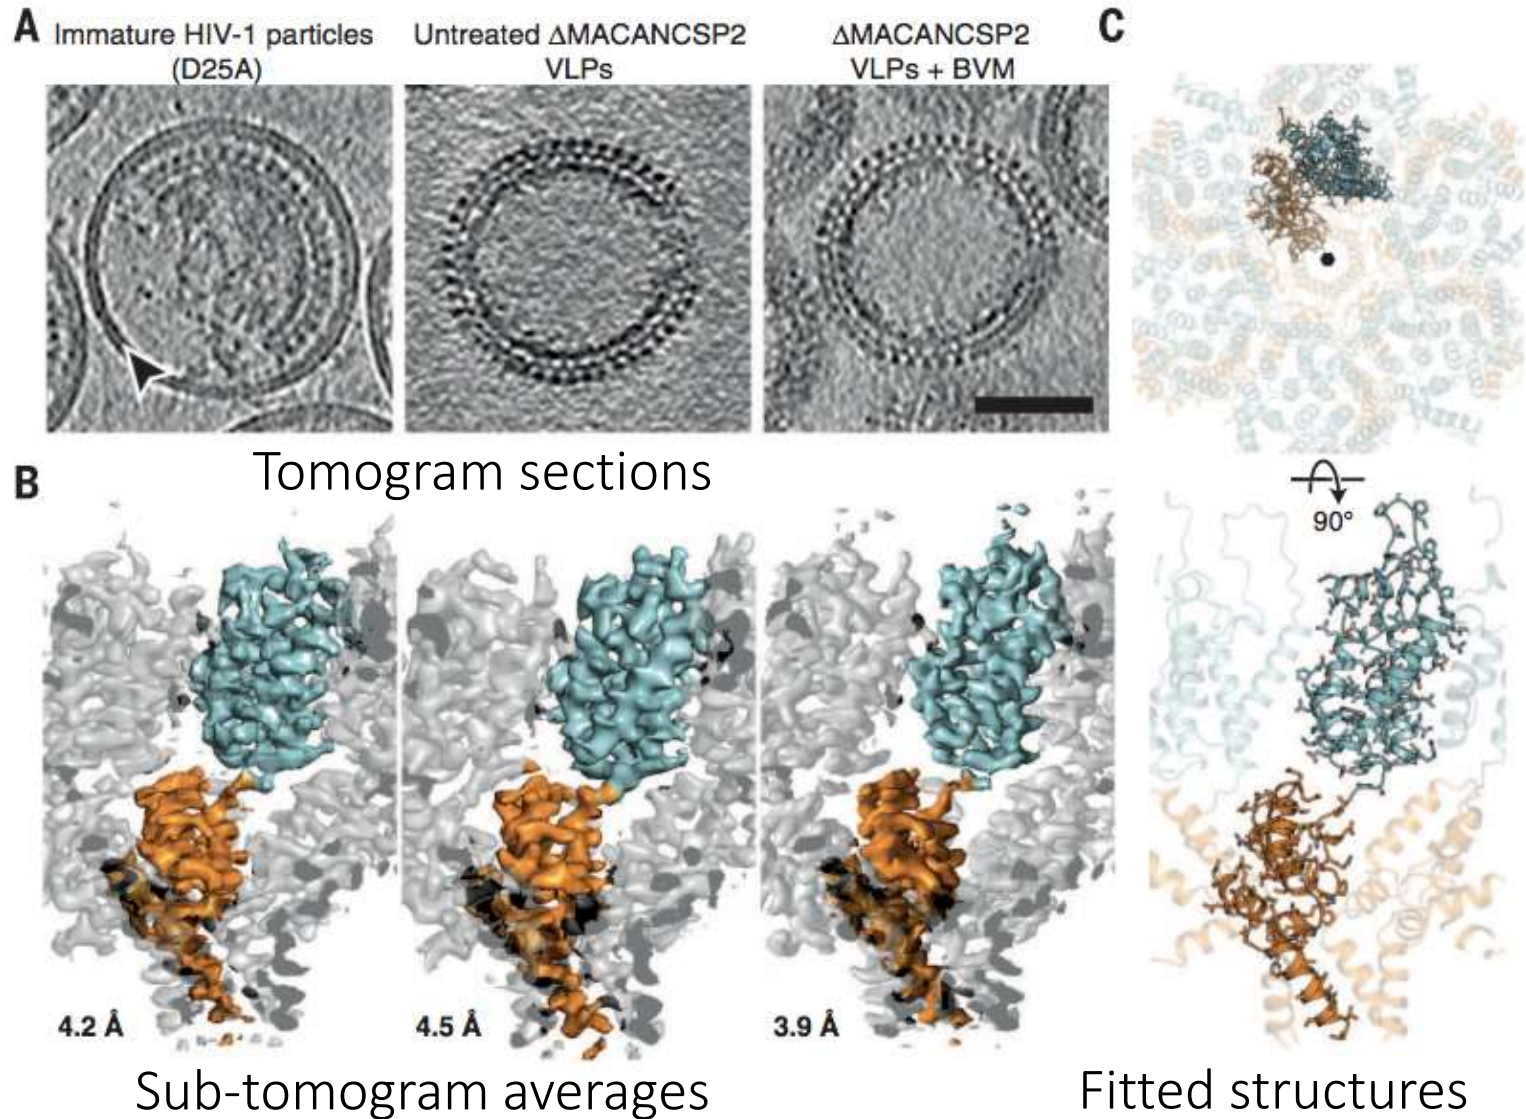 A
Immature HIV-1 particles
(D25A)
Untreated ΔMACANCSP2
VLPs
ΔMACANCSP2
VLPs + BVM
C
Tomogram sections
B
90°
4.2 Å
4.5 Å
3.9 Å
Sub-tomogram averages
Fitted structures